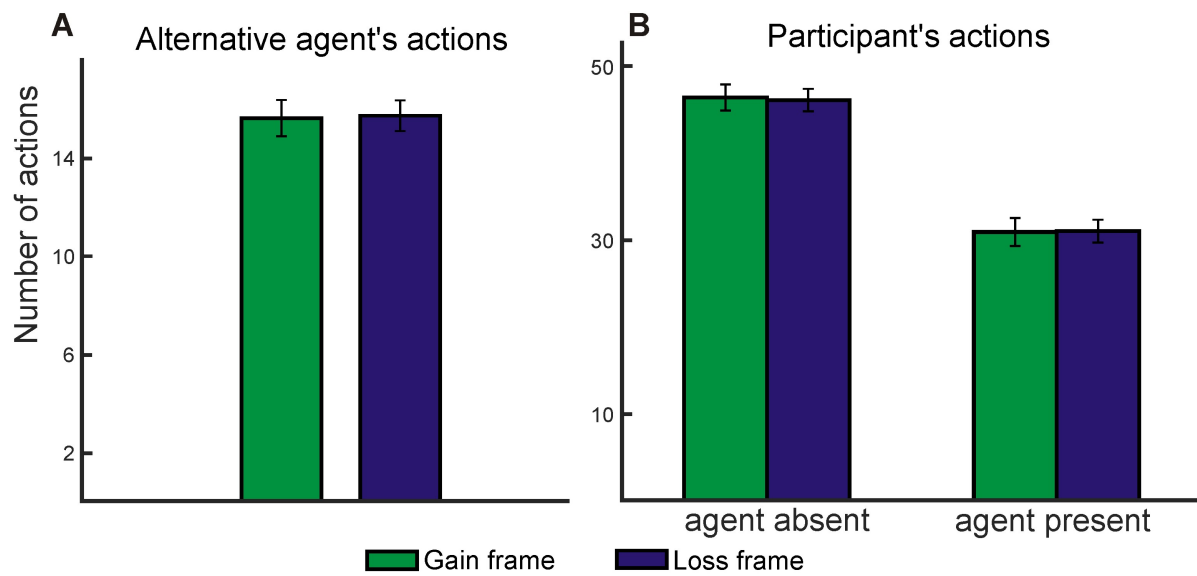 A
Alternative agent's actions
Number of actions
14
10
6
2
B
Participant's actions
50
30
10
agent absent
agent present
Gain frame
Loss frame